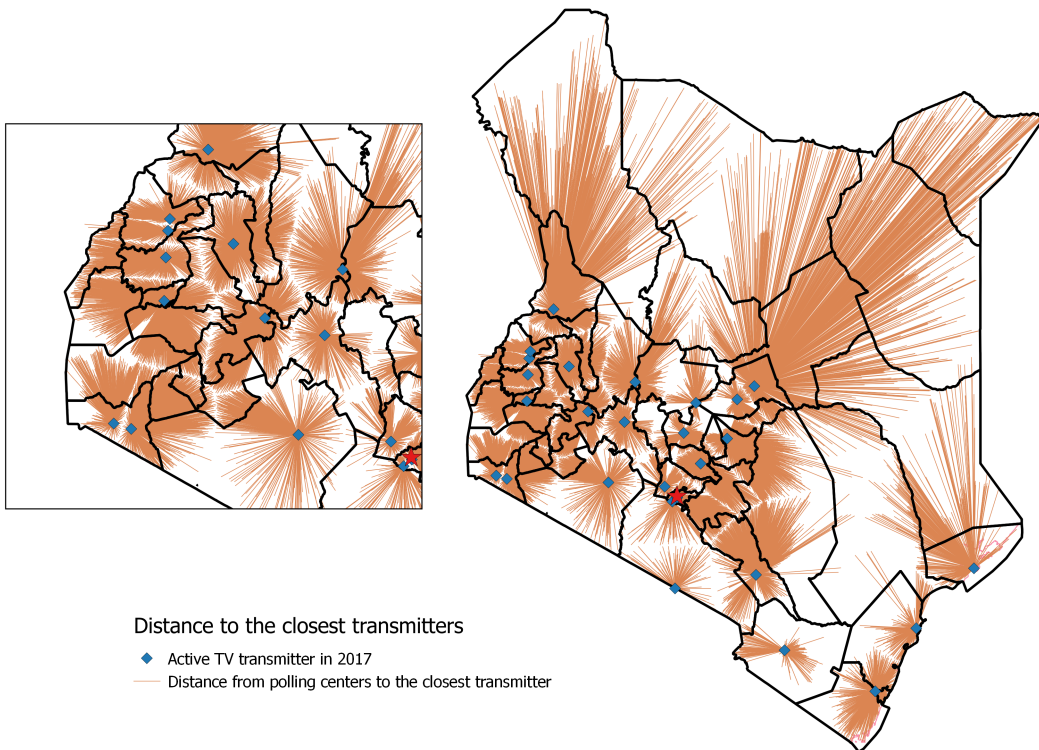 Distance to the closest transmitters
Active TV transmitter in 2017
Distance from polling centers to the closest transmitter